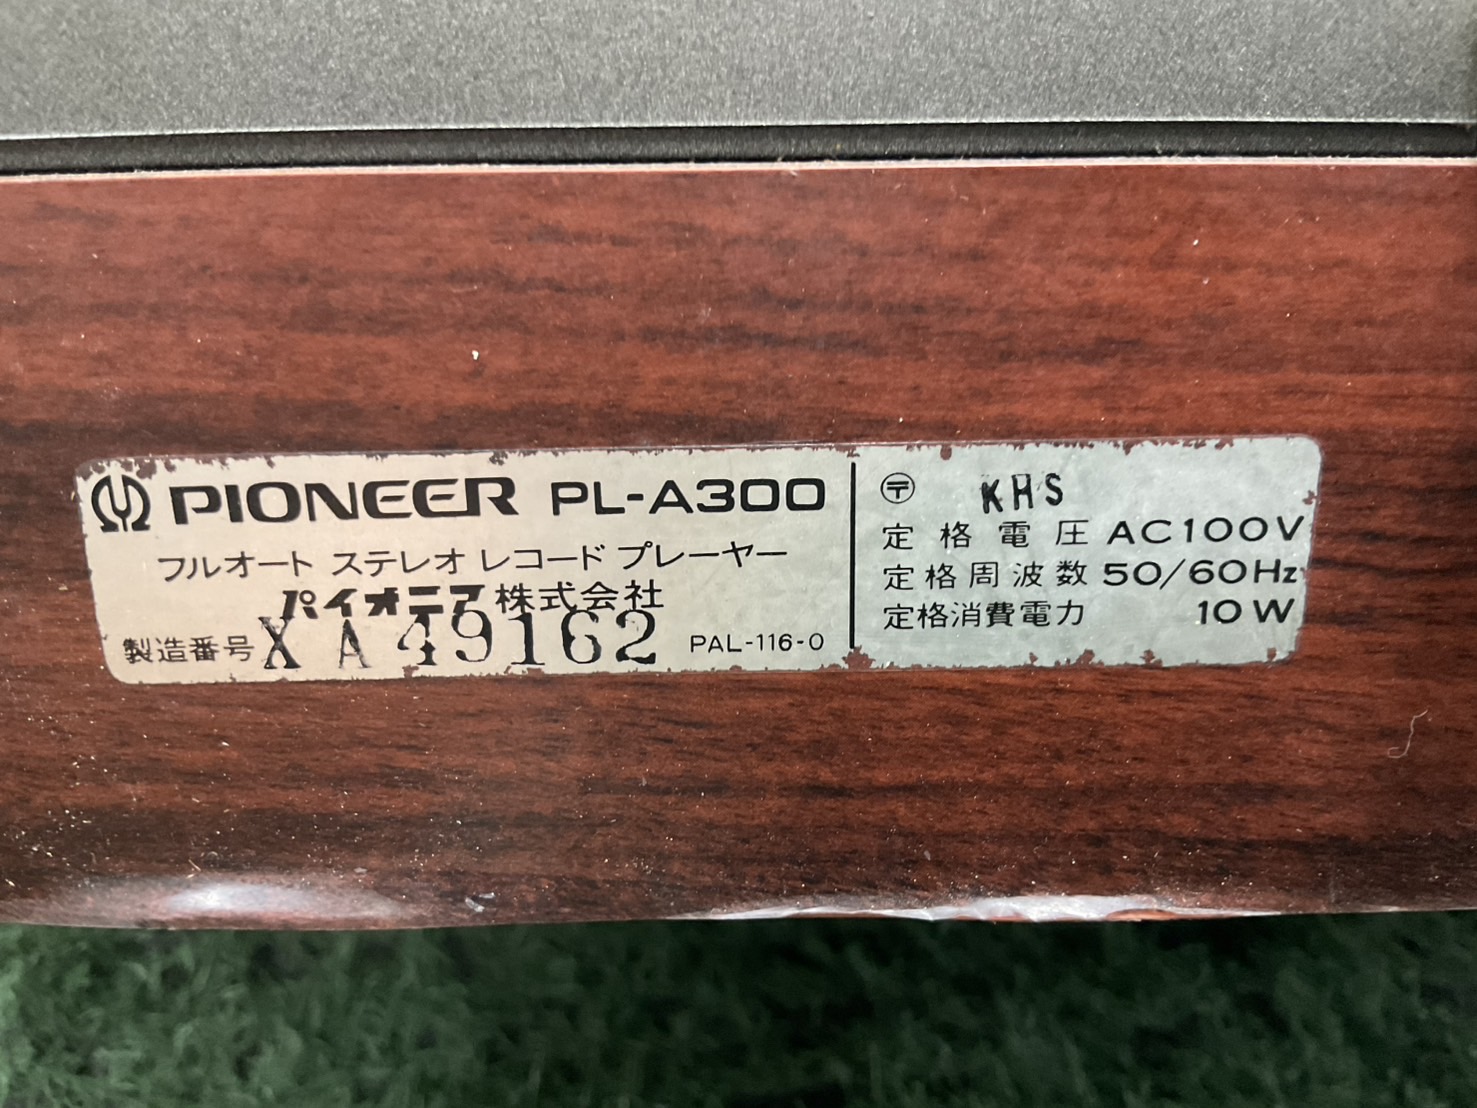 PIONEER PL-A300
フルオート ステレオ レコード プレーヤー
パイオニア株式会社
製造番号 XA49162 PAL-116-0
〶 KHS
定格電圧 AC100V
定格周波数 50/60Hz
定格消費電力 10W